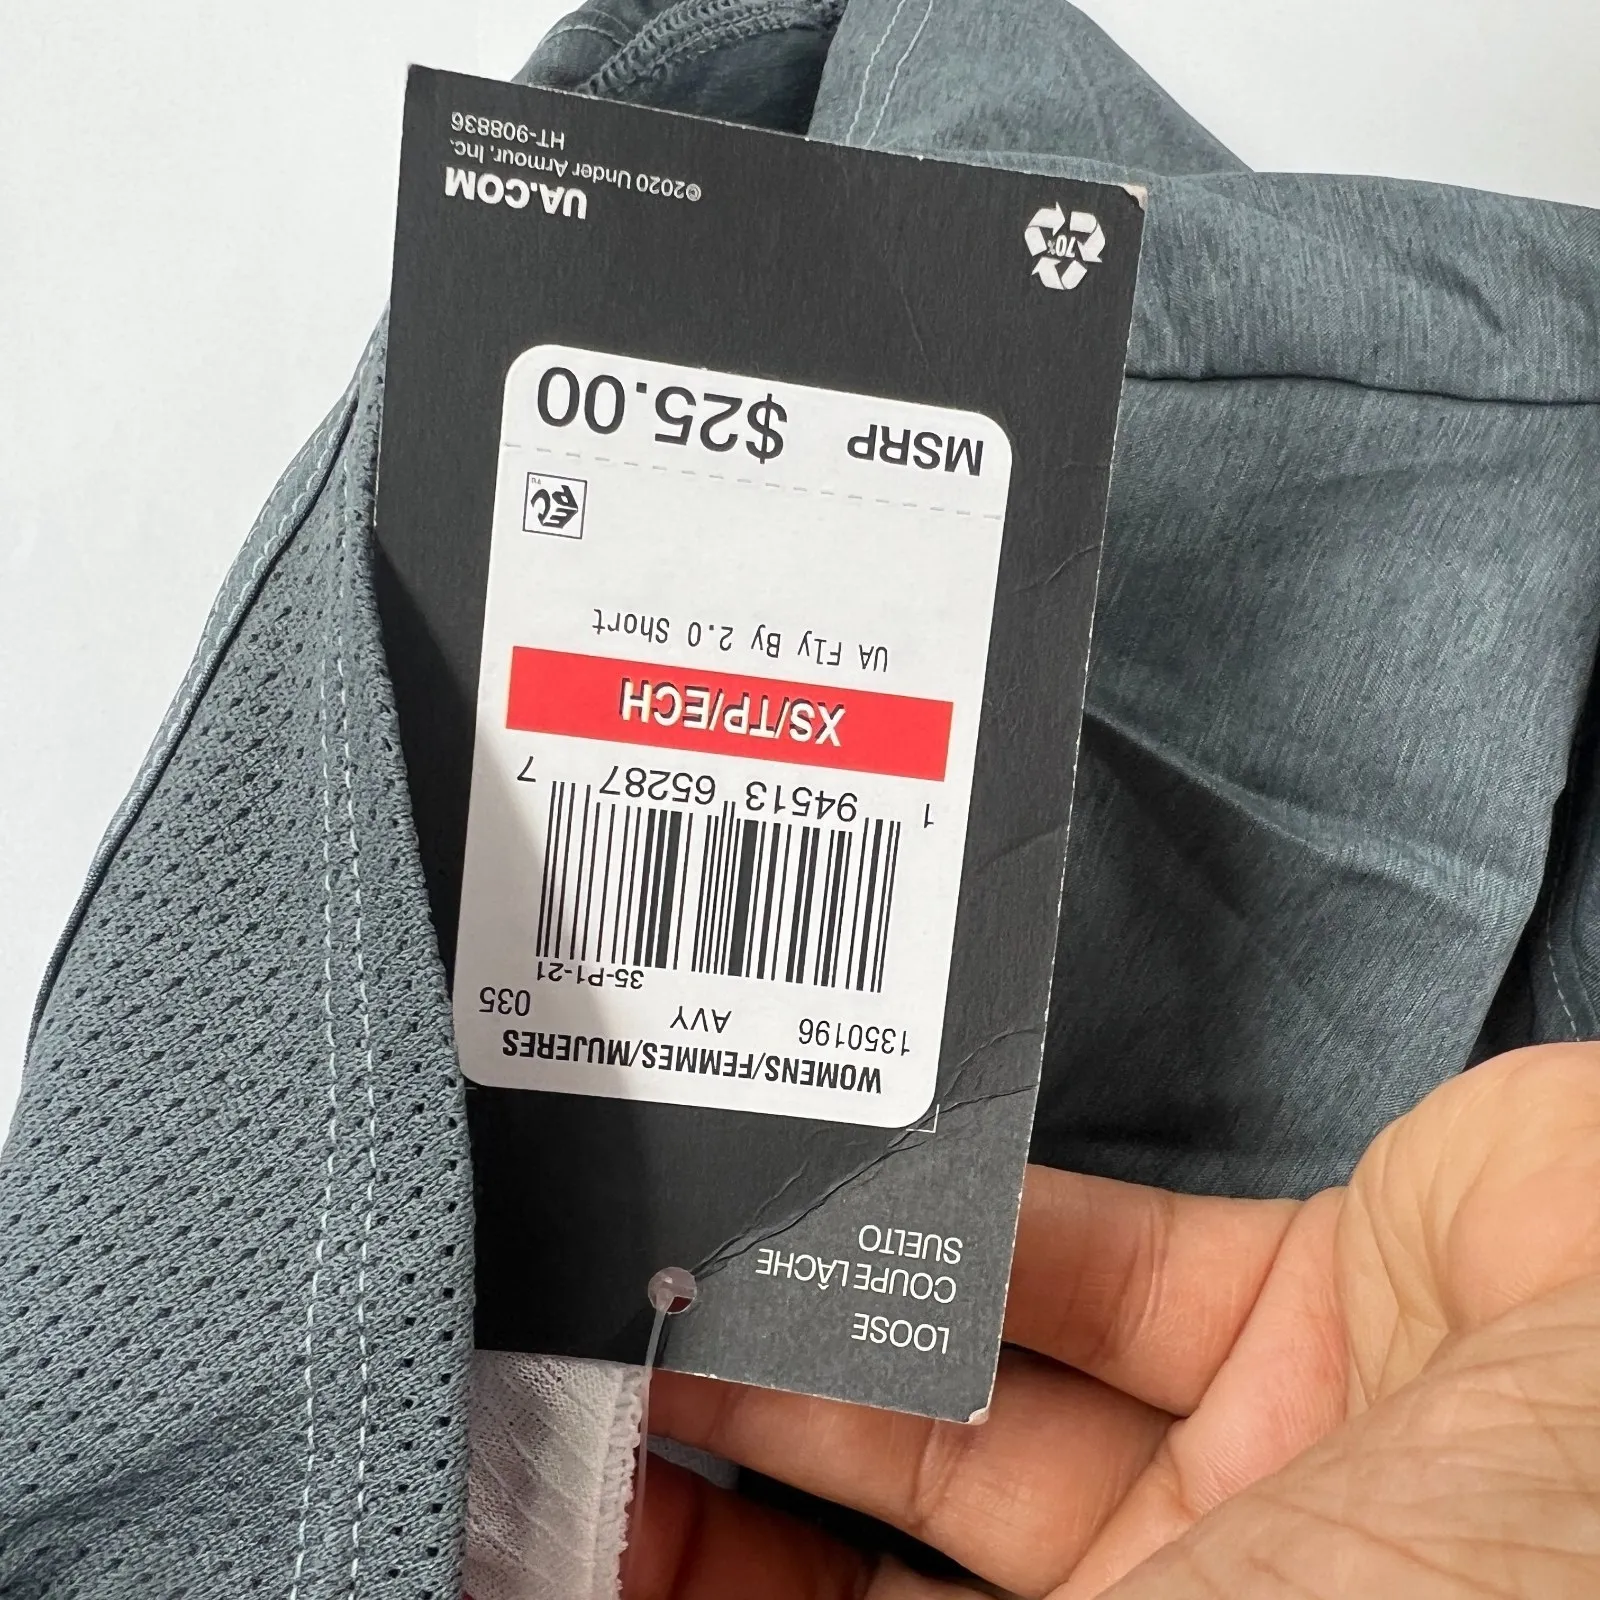 LOOSE
COUPE LÂCHE
SUELTO
WOMENS/FEMMES/MUJERES
1350196 AVY 035
35-P1-21
1 94513 65287 7
XS/TP/ECH
UA Fly By 2.0 Short
EPC TM
MSRP $25.00
70%
UA.COM
©2020 Under Armour, Inc.
HT-908836